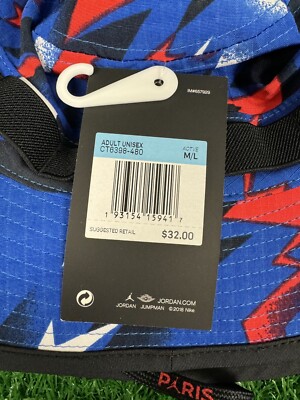 ADULT UNISEX
CT6398-480
ACTIVE
M/L
1 93154 15941 7
SUGGESTED RETAIL
$32.00
JORDAN
JUMPMAN
JORDAN.COM
©2018 Nike
PARIS